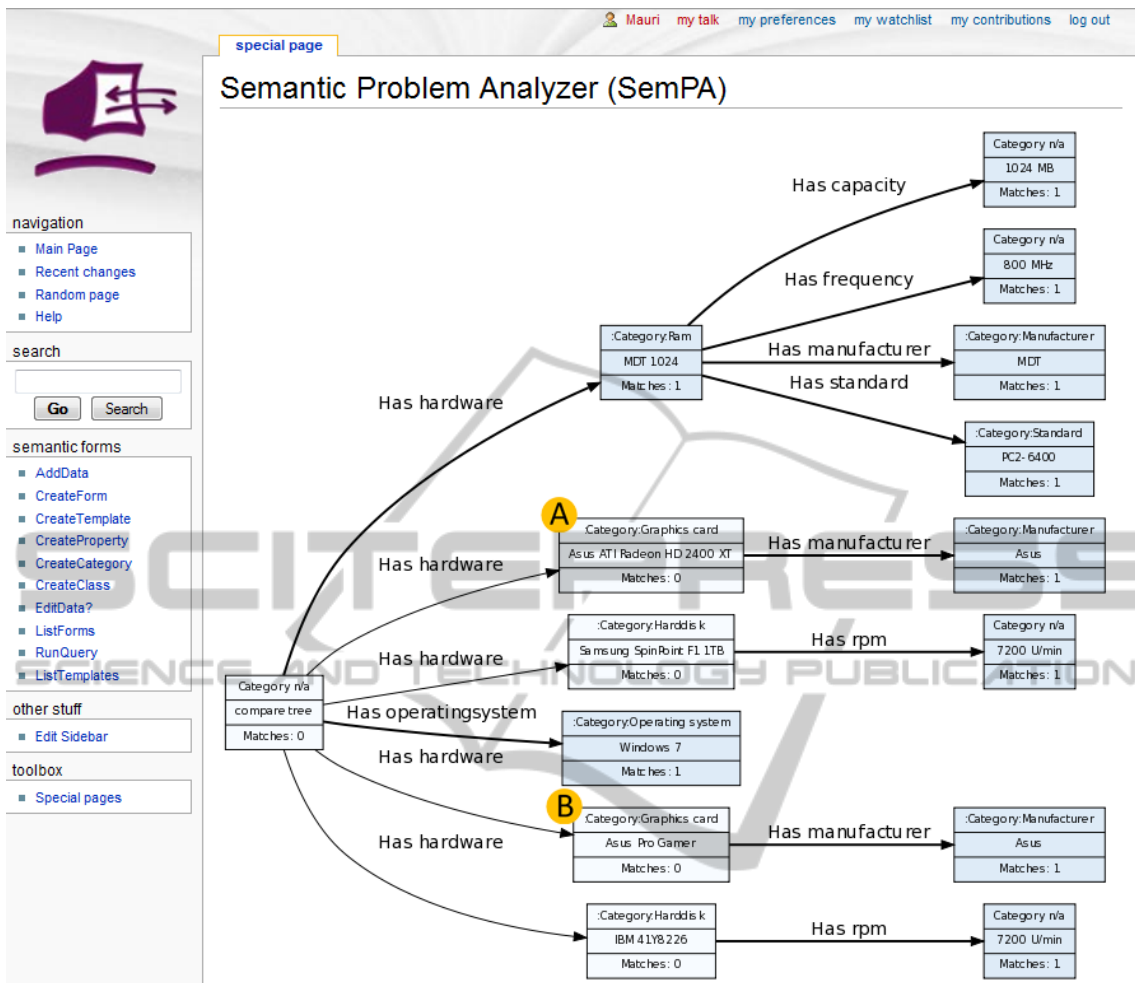 Mauri my talk my preferences my watchlist my contributions log out
special page
Semantic Problem Analyzer (SemPA)
navigation
Main Page
Recent changes
Random page
Help
search
Go Search
semantic forms
AddData
CreateForm
CreateTemplate
CreateProperty
CreateCategory
CreateClass
EditData?
ListForms
RunQuery
ListTemplates
other stuff
Edit Sidebar
toolbox
Special pages
Category n/a
compare tree
Matches: 0
Has hardware
:Category:Ram
MDT 1024
Matches: 1
Has capacity
Category n/a
1024 MB
Matches: 1
Has frequency
Category n/a
800 MHz
Matches: 1
Has manufacturer
:Category:Manufacturer
MDT
Matches: 1
Has standard
:Category:Standard
PC2-6400
Matches: 1
Has hardware
A
:Category:Graphics card
Asus ATI Radeon HD 2400 XT
Matches: 0
Has manufacturer
:Category:Manufacturer
Asus
Matches: 1
Has hardware
:Category:Harddisk
Samsung SpinPoint F1 1TB
Matches: 0
Has rpm
Category n/a
7200 U/min
Matches: 1
Has operatingsystem
:Category:Operating system
Windows 7
Matches: 1
Has hardware
B
:Category:Graphics card
Asus Pro Gamer
Matches: 0
Has manufacturer
:Category:Manufacturer
Asus
Matches: 1
Has hardware
:Category:Harddisk
IBM 41Y8226
Matches: 0
Has rpm
Category n/a
7200 U/min
Matches: 1
SCITEPRESS
SCIENCE AND TECHNOLOGY PUBLICATIONS